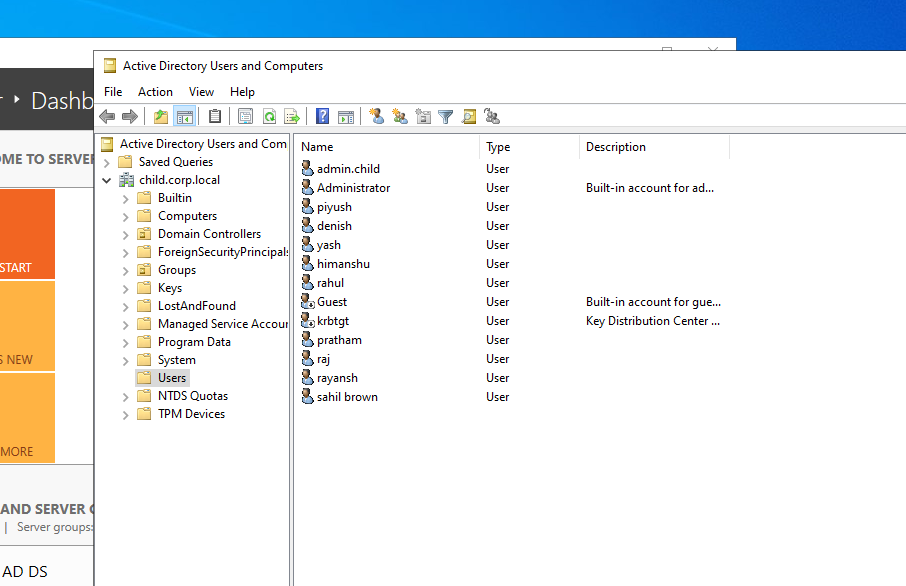 Active Directory Users and Computers
File Action View Help
Dashb
OME TO SERVER
START
S NEW
MORE
AND SERVER
| Server groups:
AD DS
Active Directory Users and Com
Saved Queries
child.corp.local
Builtin
Computers
Domain Controllers
ForeignSecurityPrincipals
Groups
Keys
LostAndFound
Managed Service Accour
Program Data
System
Users
NTDS Quotas
TPM Devices
Name Type Description
admin.child User
Administrator User Built-in account for ad...
piyush User
denish User
yash User
himanshu User
rahul User
Guest User Built-in account for gue...
krbtgt User Key Distribution Center ...
pratham User
raj User
rayansh User
sahil brown User